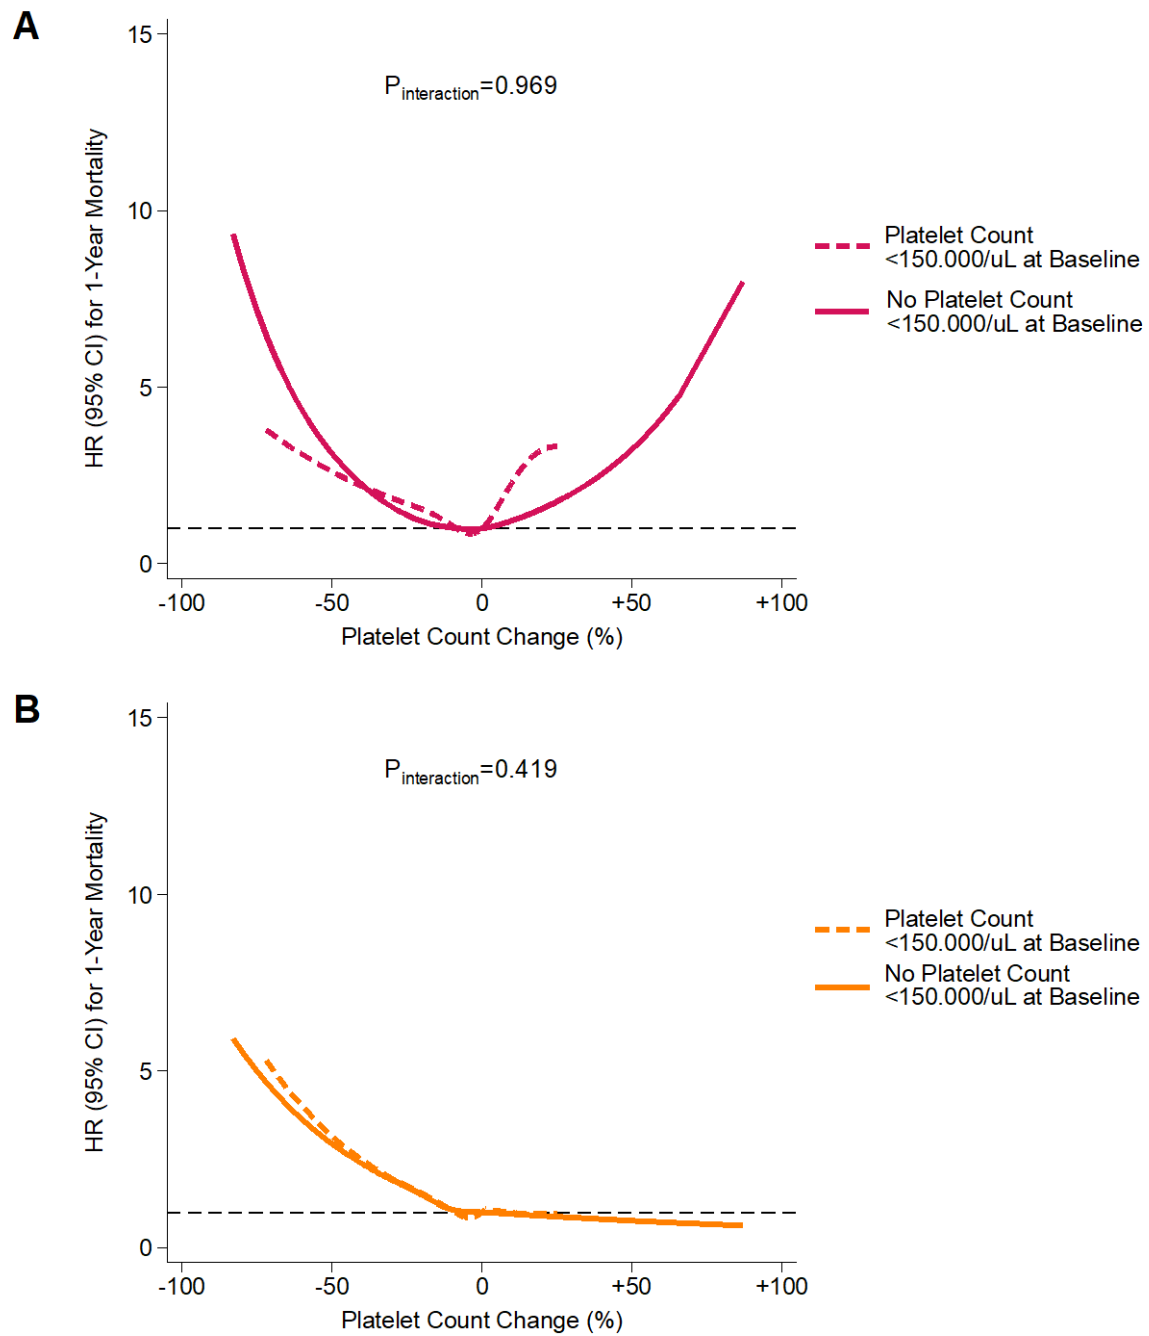 A
15
10
5
0
HR (95% CI) for 1-Year Mortality
Pinteraction=0.969
Platelet Count
<150.000/uL at Baseline
No Platelet Count
<150.000/uL at Baseline
-100
-50
0
+50
+100
Platelet Count Change (%)
B
15
10
5
0
HR (95% CI) for 1-Year Mortality
Pinteraction=0.419
Platelet Count
<150.000/uL at Baseline
No Platelet Count
<150.000/uL at Baseline
-100
-50
0
+50
+100
Platelet Count Change (%)